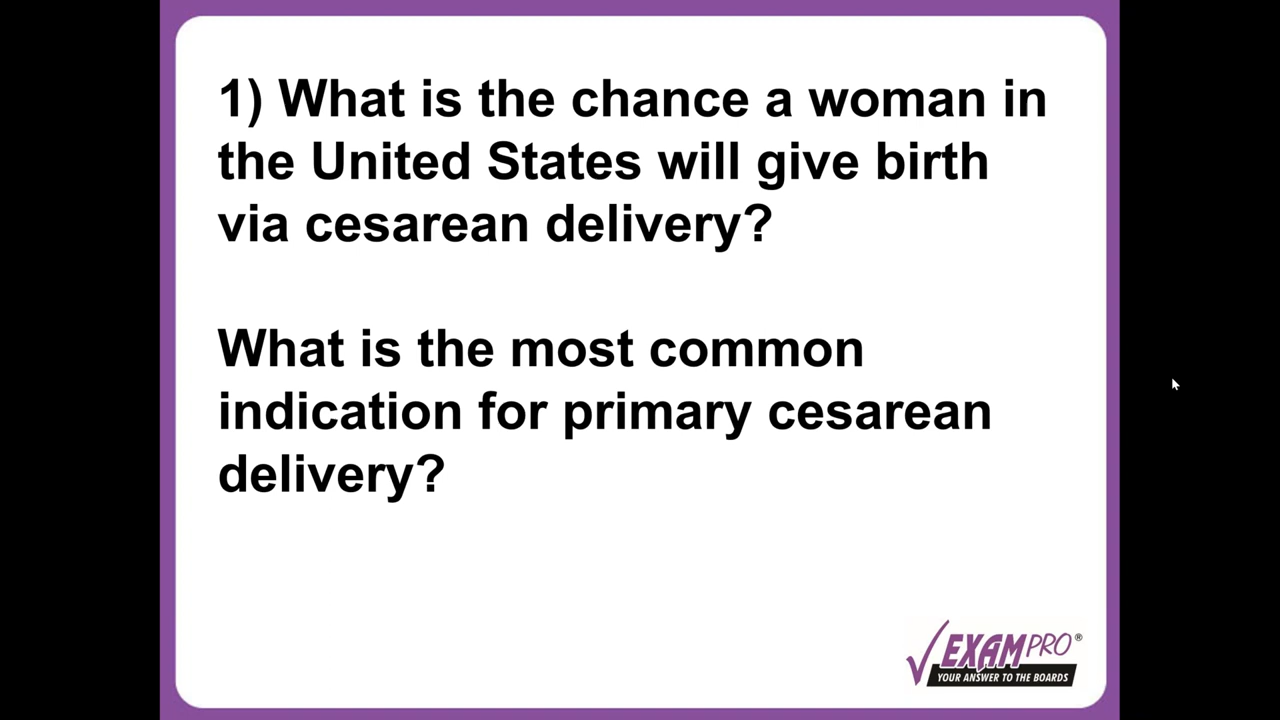 1) What is the chance a woman in
the United States will give birth
via cesarean delivery?
What is the most common
indication for primary cesarean
delivery?
EXAMPRO®
YOUR ANSWER TO THE BOARDS